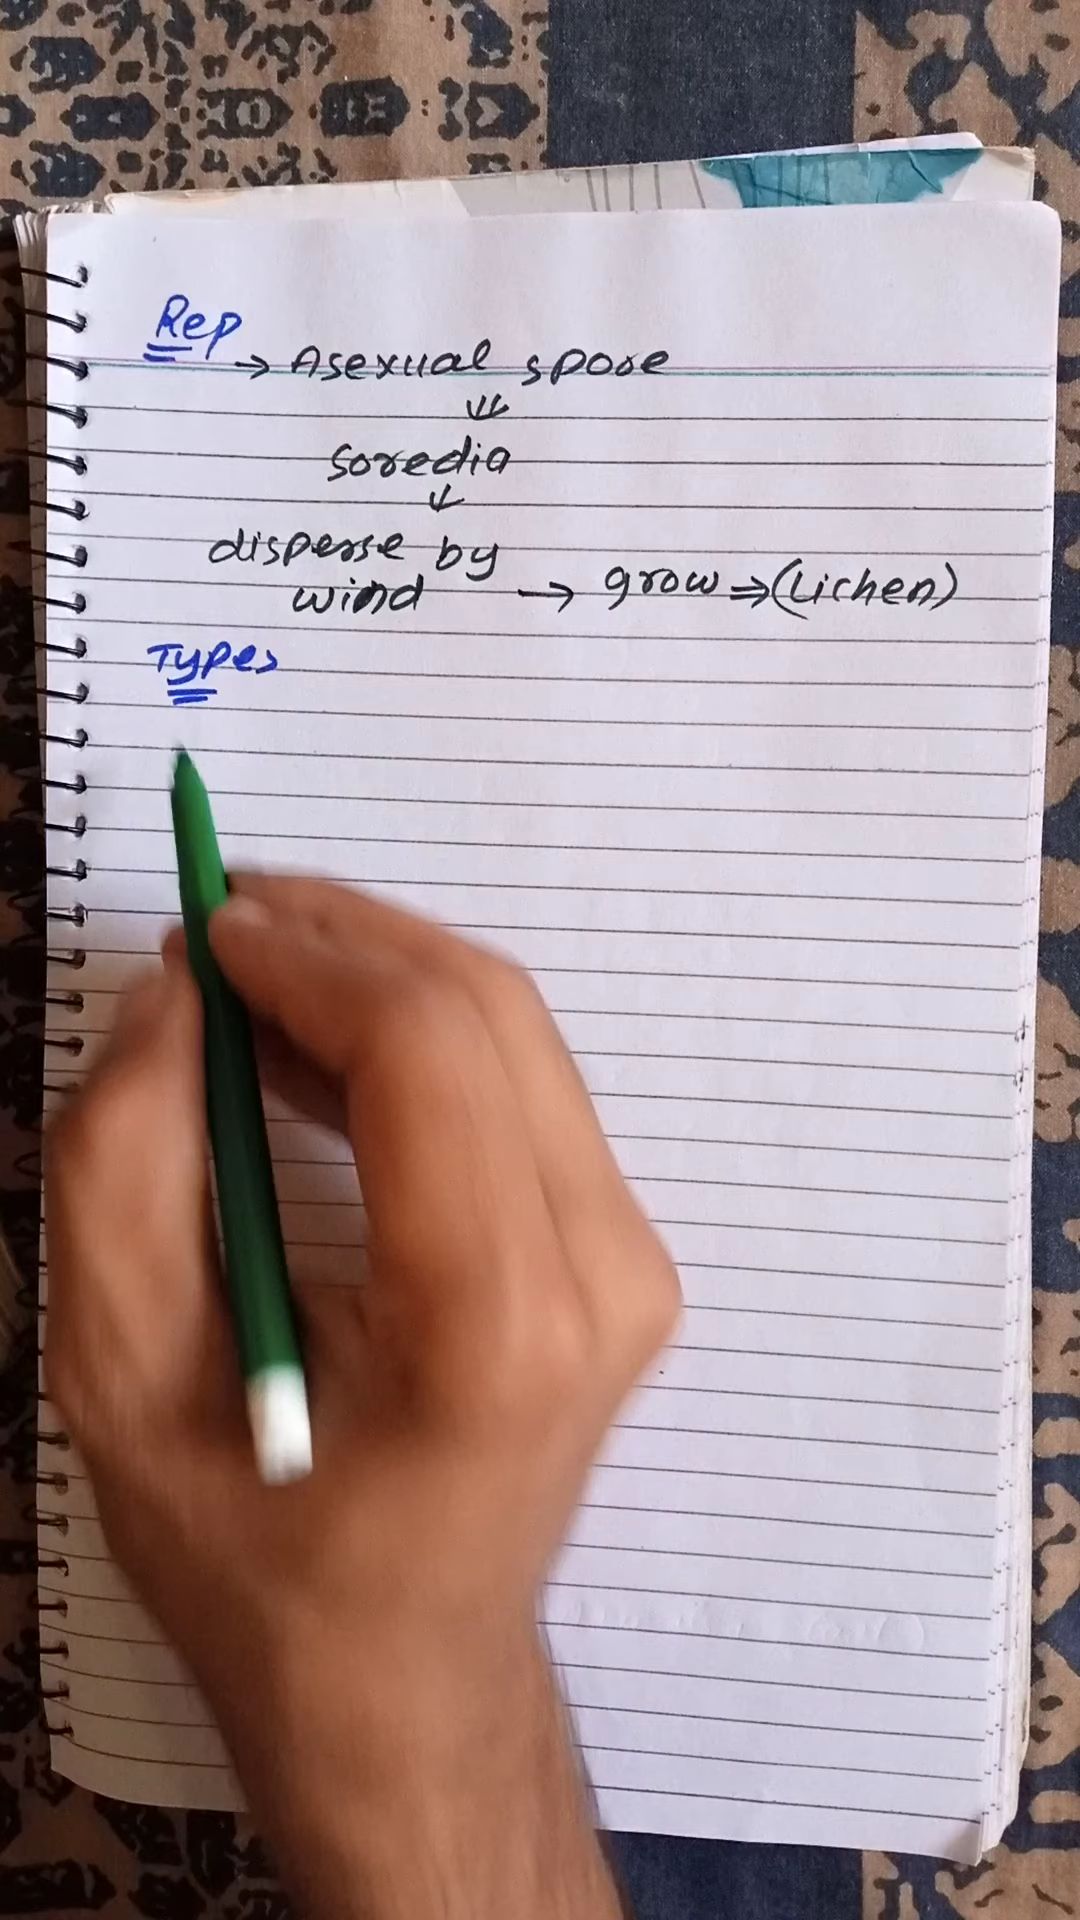 Rep
→ Asexual spore
↓
soredia
↓
disperse by
wind → grow ⇒ (Lichen)
Types